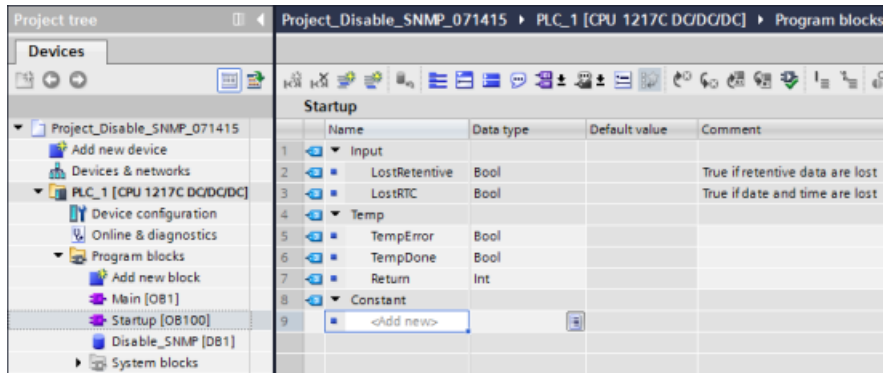 Project tree
Project_Disable_SNMP_071415 ▸ PLC_1 [CPU 1217C DC/DC/DC] ▸ Program blocks
Devices
Startup
Name Data type Default value Comment
1 Input
2 LostRetentive Bool True if retentive data are lost
3 LostRTC Bool True if date and time are lost
4 Temp
5 TempError Bool
6 TempDone Bool
7 Return Int
8 Constant
9 <Add new>
Project_Disable_SNMP_071415
Add new device
Devices & networks
PLC_1 [CPU 1217C DC/DC/DC]
Device configuration
Online & diagnostics
Program blocks
Add new block
Main [OB1]
Startup [OB100]
Disable_SNMP [DB1]
System blocks